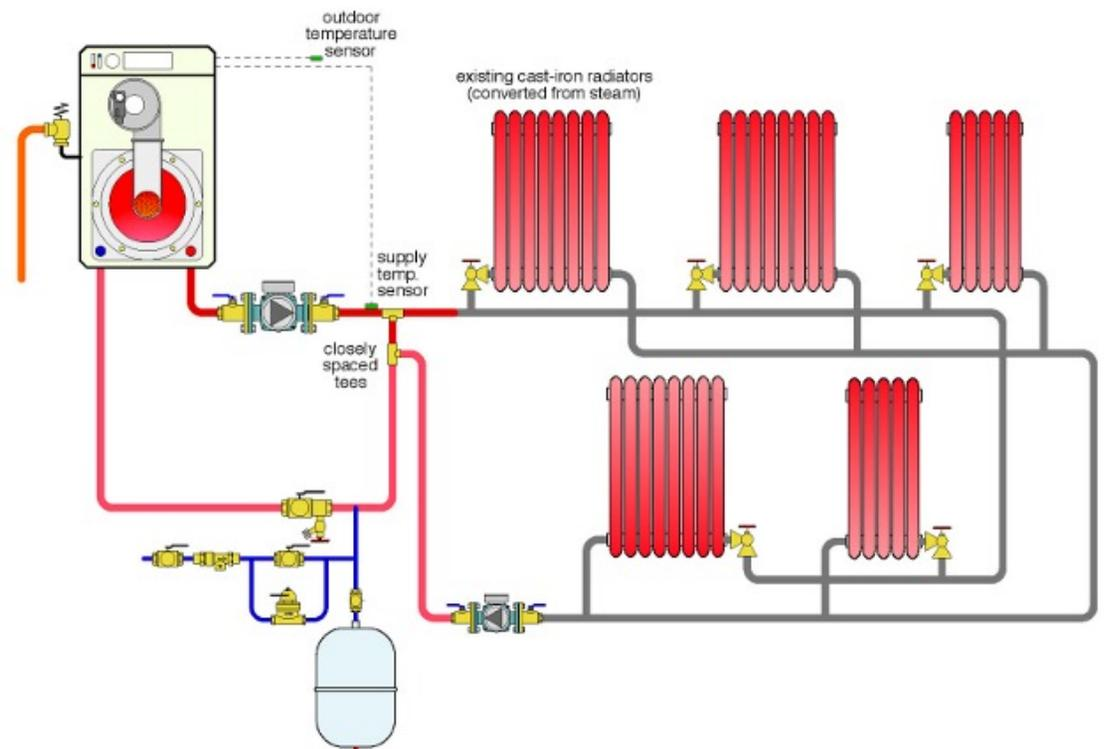 outdoor
temperature
sensor
existing cast-iron radiators
(converted from steam)
supply
temp.
sensor
closely
spaced
tees